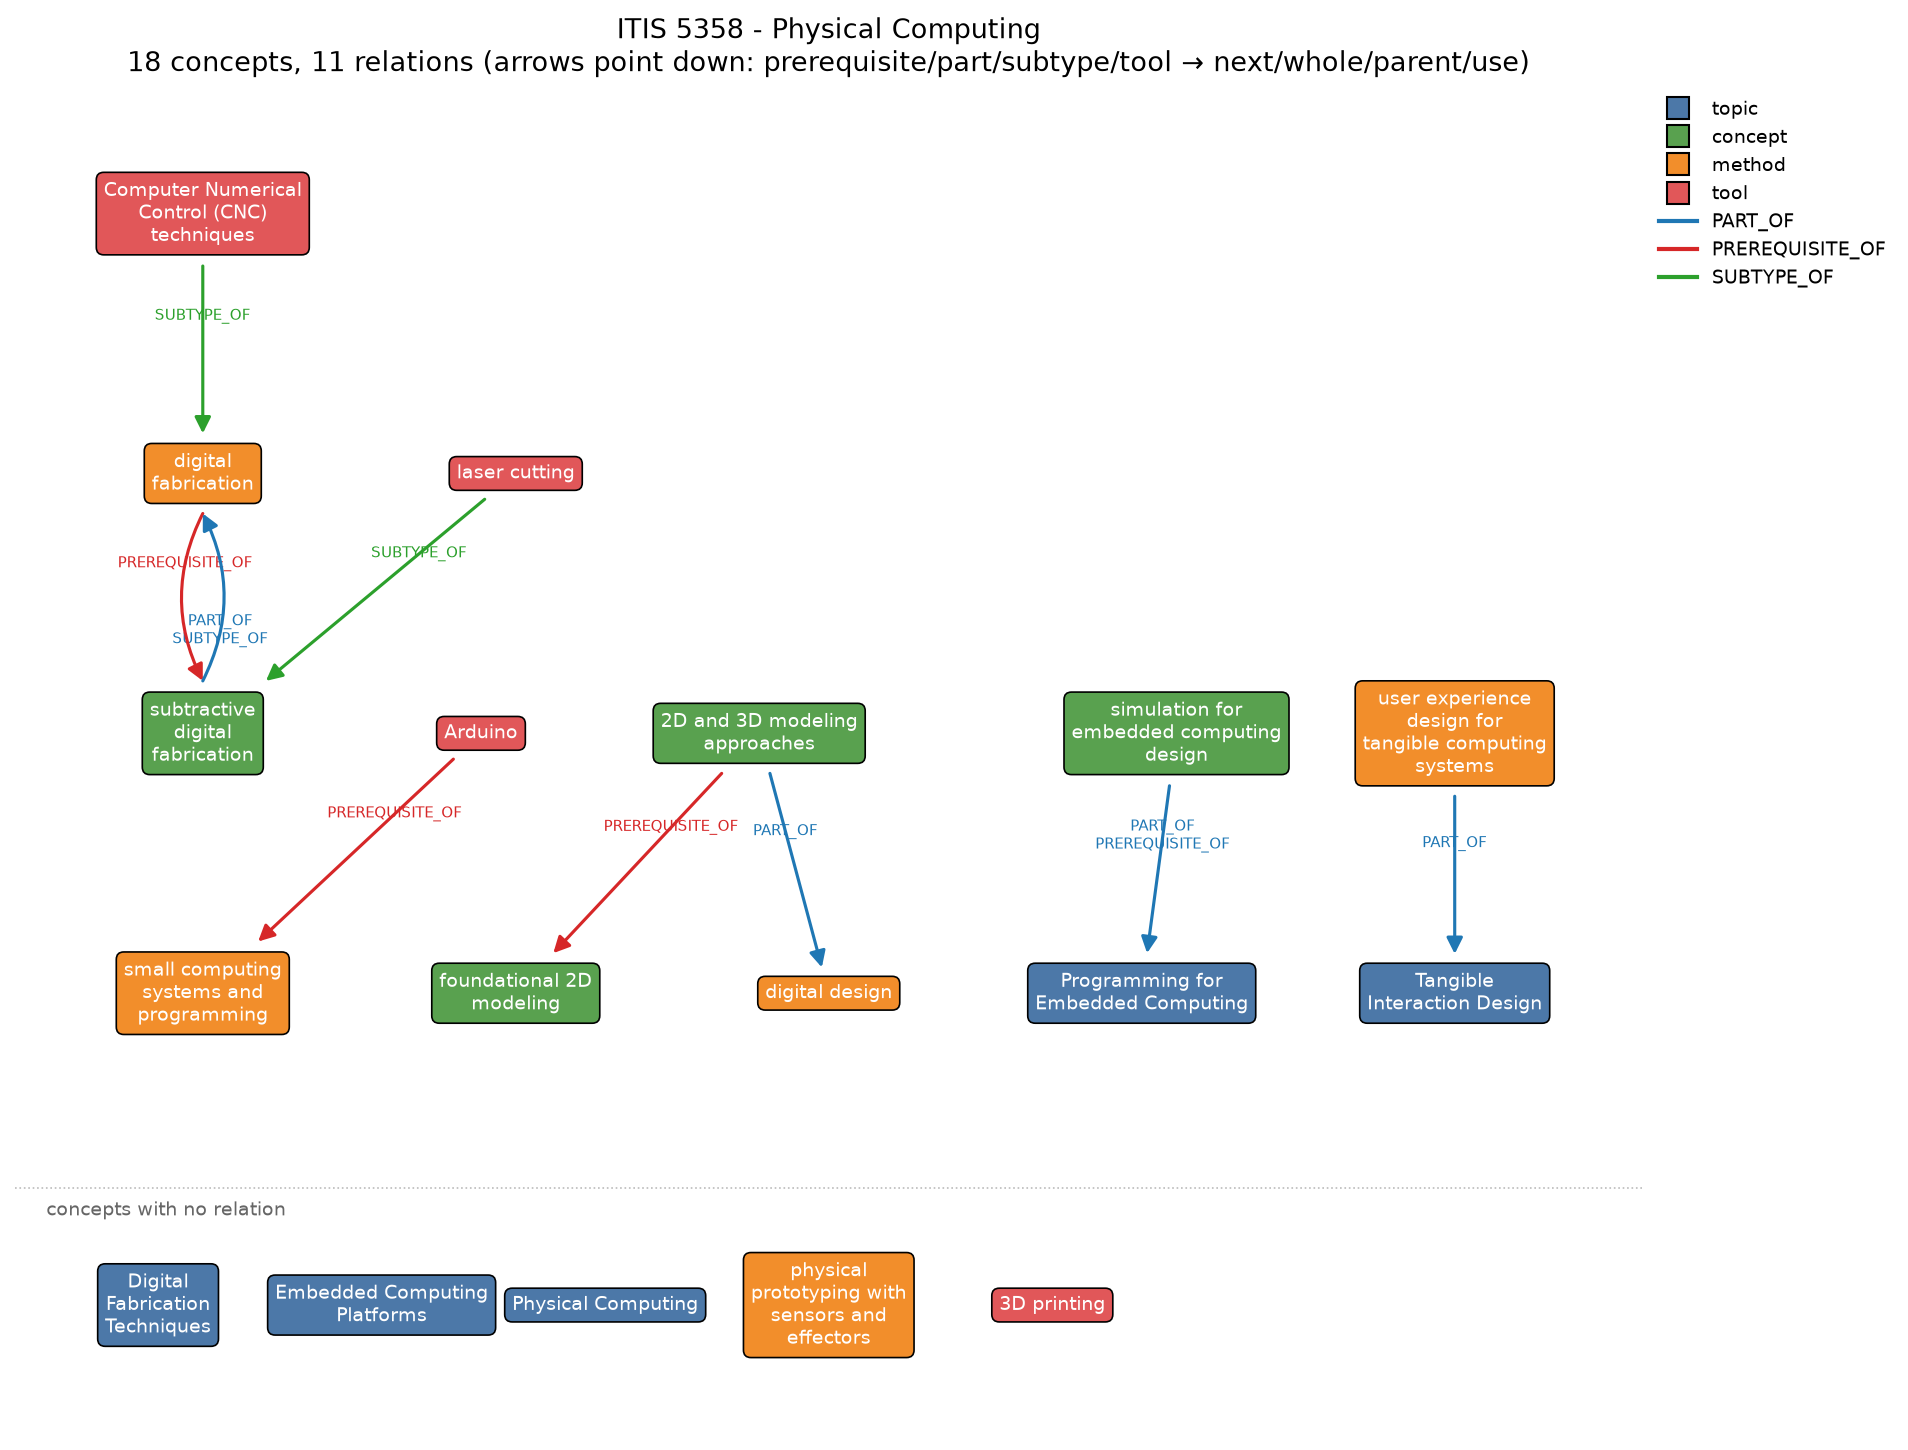 ITIS 5358 - Physical Computing
18 concepts, 11 relations (arrows point down: prerequisite/part/subtype/tool → next/whole/parent/use)
topic
concept
method
tool
PART_OF
PREREQUISITE_OF
SUBTYPE_OF
Computer Numerical
Control (CNC)
techniques
SUBTYPE_OF
digital
fabrication
laser cutting
SUBTYPE_OF
PREREQUISITE_OF
PART_OF
SUBTYPE_OF
subtractive
digital
fabrication
Arduino
2D and 3D modeling
approaches
simulation for
embedded computing
design
user experience
design for
tangible computing
systems
PREREQUISITE_OF
PREREQUISITE_OF
PART_OF
PART_OF
PREREQUISITE_OF
PART_OF
small computing
systems and
programming
foundational 2D
modeling
digital design
Programming for
Embedded Computing
Tangible
Interaction Design
concepts with no relation
Digital
Fabrication
Techniques
Embedded Computing
Platforms
Physical Computing
physical
prototyping with
sensors and
effectors
3D printing